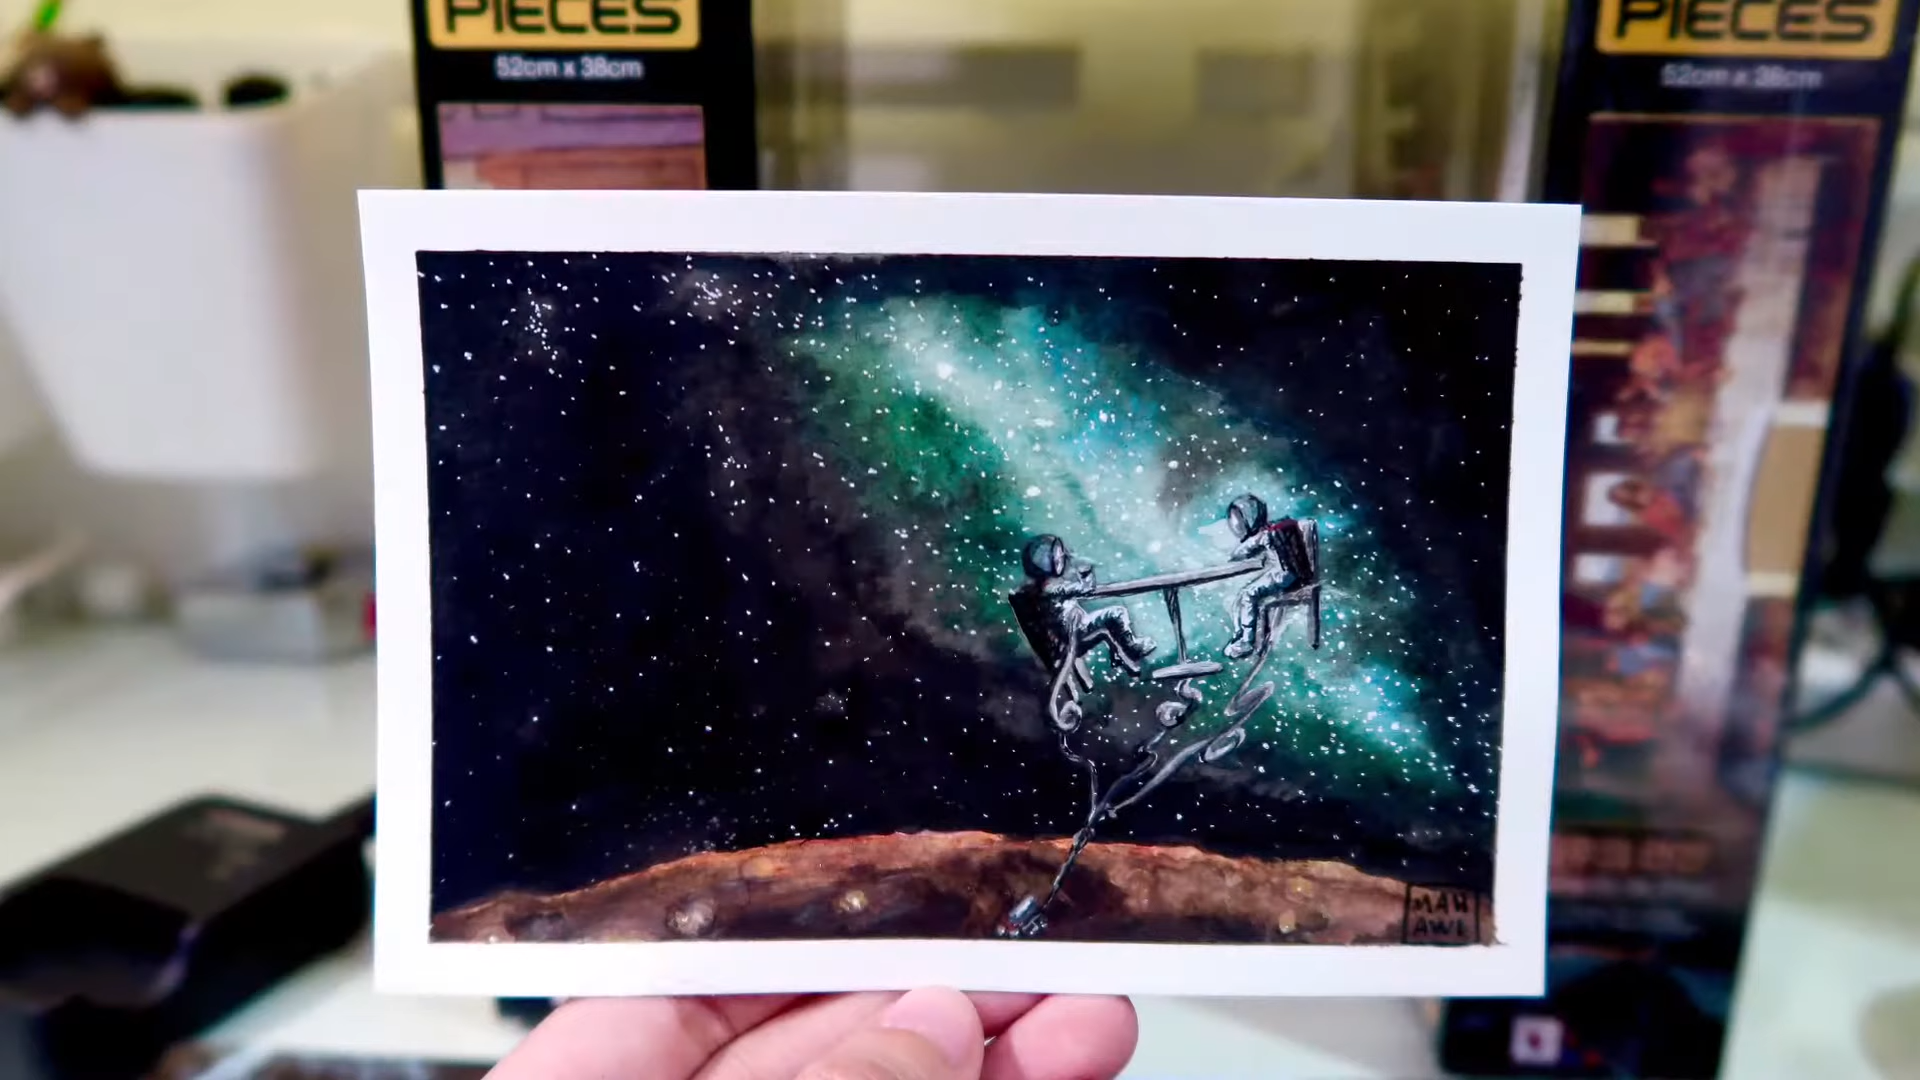 PIECES
52cm x 38cm
PIECES
52cm x 38cm
MAW
AWE